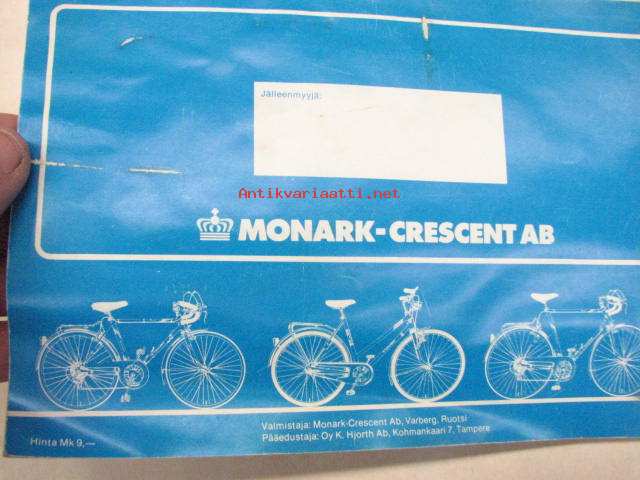 Jälleenmyyjä:
Antikvariaatti.net
MONARK-CRESCENT AB
Valmistaja: Monark-Crescent Ab, Varberg, Ruotsi
Pääedustaja: Oy K. Hjorth Ab, Kohmankaari 7, Tampere
Hinta Mk 9,—